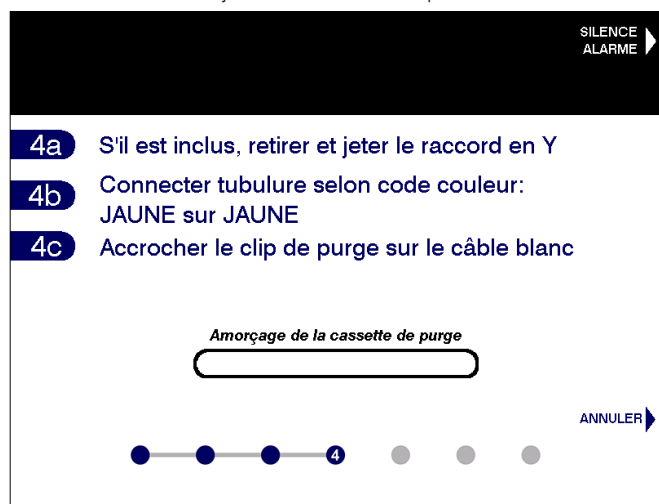 SILENCE
ALARME
4a S'il est inclus, retirer et jeter le raccord en Y
4b Connecter tubulure selon code couleur:
JAUNE sur JAUNE
4c Accrocher le clip de purge sur le câble blanc
Amorçage de la cassette de purge
ANNULER
4